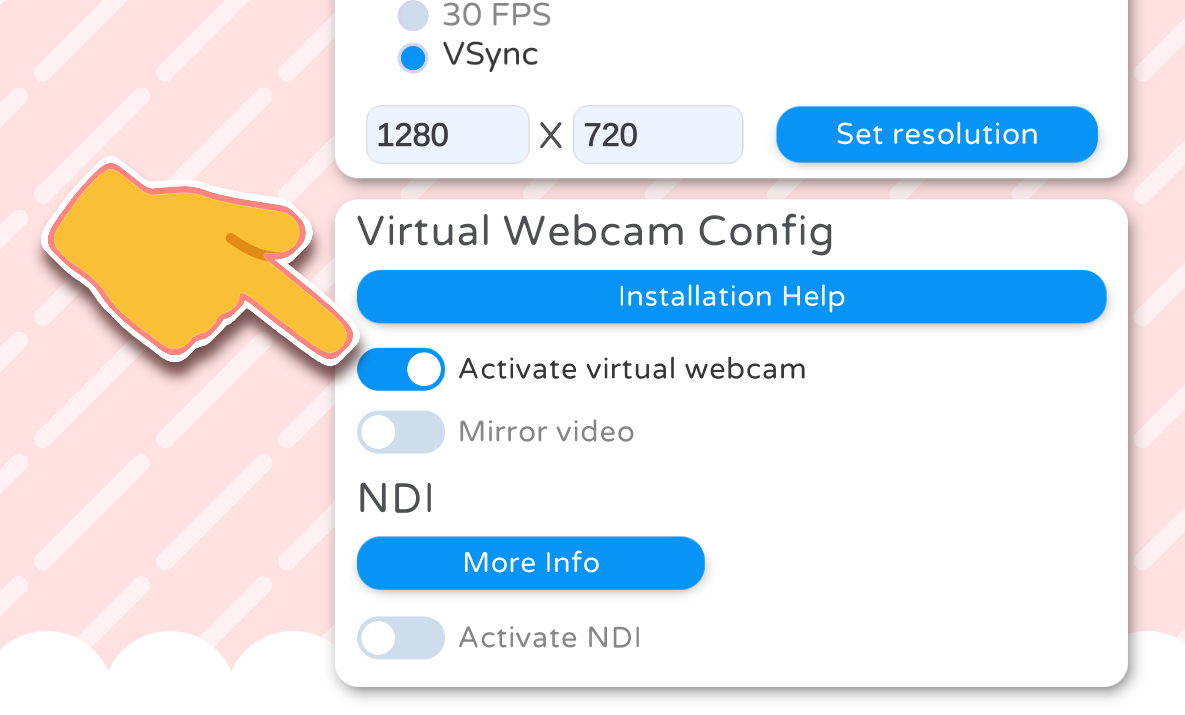 30 FPS
VSync
1280 X 720 Set resolution
Virtual Webcam Config
Installation Help
Activate virtual webcam
Mirror video
NDI
More Info
Activate NDI